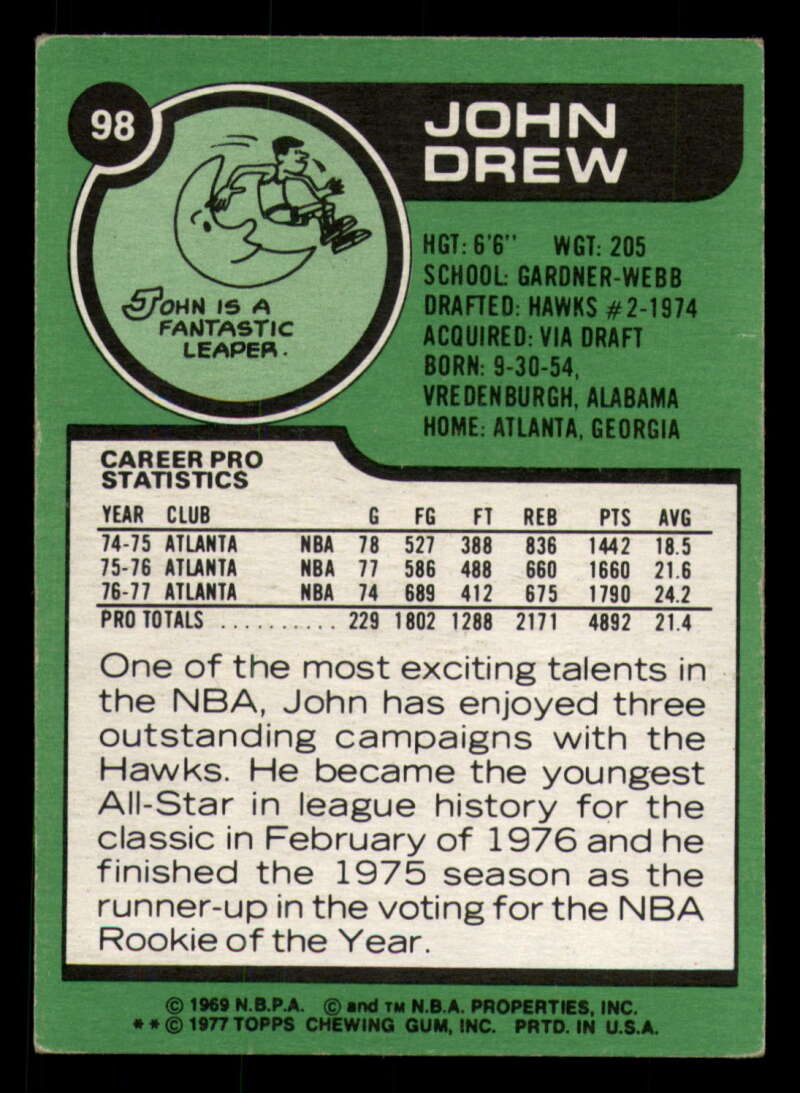 98
JOHN
DREW
JOHN IS A
FANTASTIC
LEAPER.
HGT: 6'6" WGT: 205
SCHOOL: GARDNER-WEBB
DRAFTED: HAWKS #2-1974
ACQUIRED: VIA DRAFT
BORN: 9-30-54,
VREDENBURGH, ALABAMA
HOME: ATLANTA, GEORGIA
CAREER PRO
STATISTICS
YEAR CLUB G FG FT REB PTS AVG
74-75 ATLANTA NBA 78 527 388 836 1442 18.5
75-76 ATLANTA NBA 77 586 488 660 1660 21.6
76-77 ATLANTA NBA 74 689 412 675 1790 24.2
PRO TOTALS .......... 229 1802 1288 2171 4892 21.4
One of the most exciting talents in
the NBA, John has enjoyed three
outstanding campaigns with the
Hawks. He became the youngest
All-Star in league history for the
classic in February of 1976 and he
finished the 1975 season as the
runner-up in the voting for the NBA
Rookie of the Year.
© 1969 N.B.P.A. © and TM N.B.A. PROPERTIES, INC.
**© 1977 TOPPS CHEWING GUM, INC. PRTD. IN U.S.A.